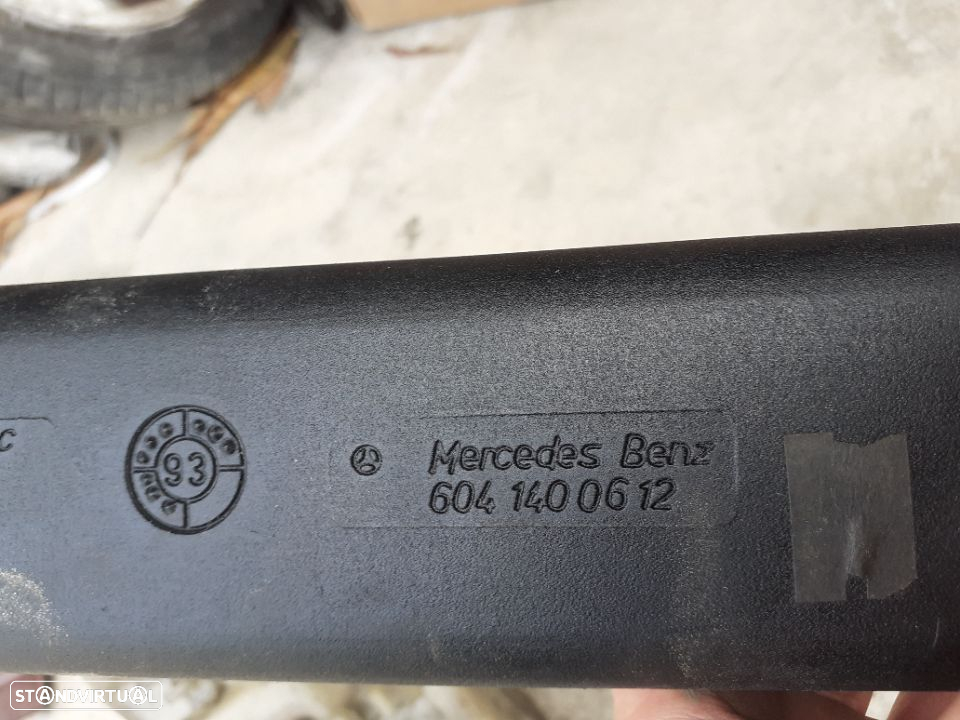 c
93
Mercedes Benz
604 140 06 12
STANDVIRTUAL